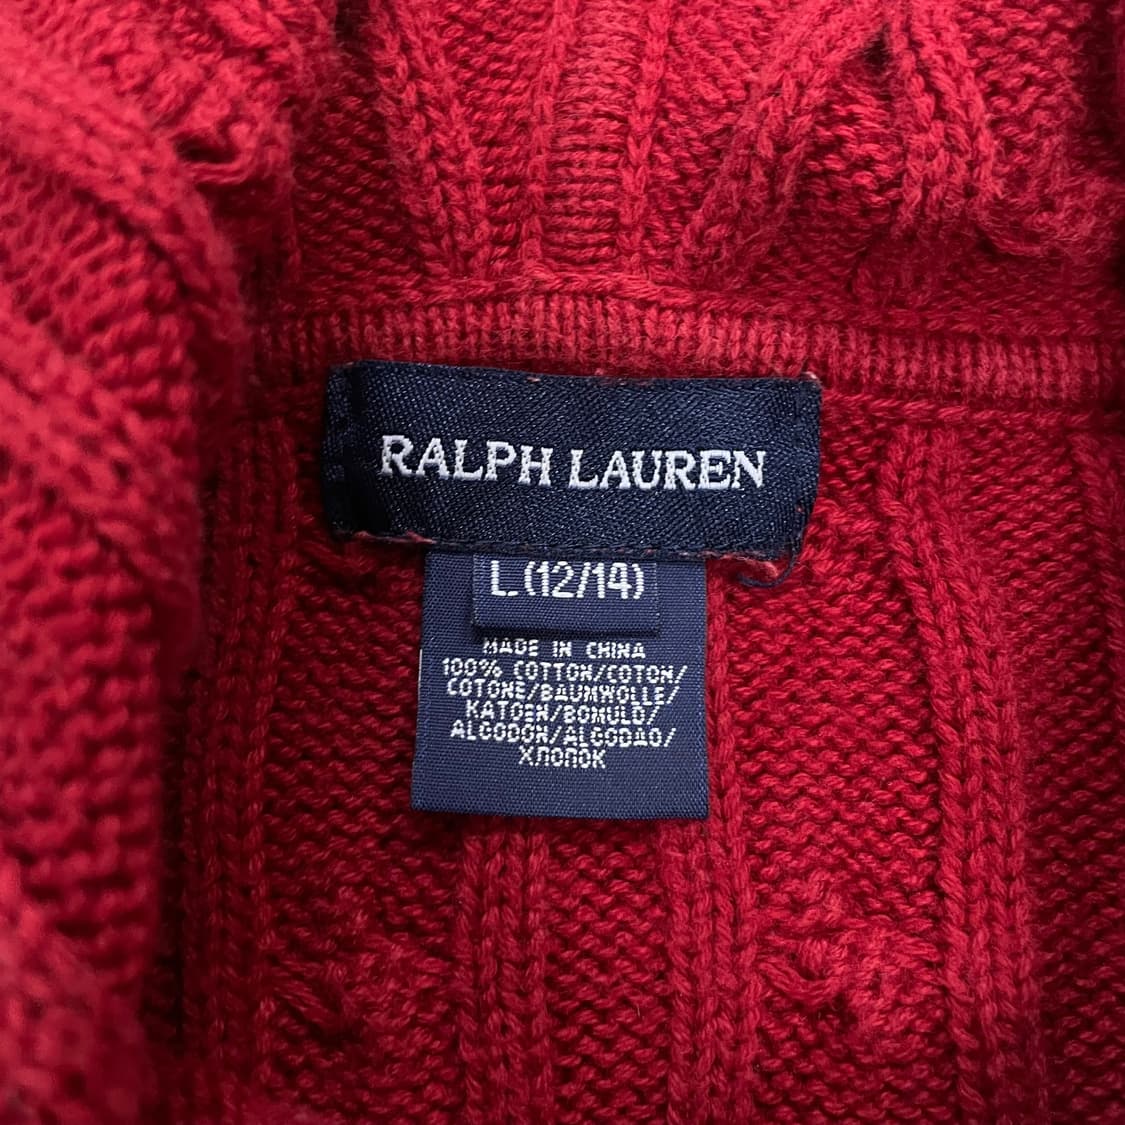 RALPH LAUREN
L (12/14)
MADE IN CHINA
100% COTTON/COTON/
COTONE/BAUMWOLLE/
KATOEN/BOMULD/
ALGODON/ALGODAO/
ХЛОПОК